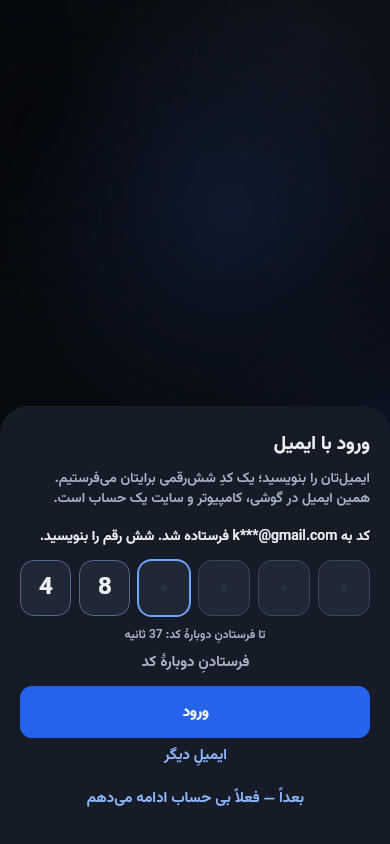 ورود با ایمیل
ایمیل‌تان را بنویسید؛ یک کدِ شش‌رقمی برایتان می‌فرستیم.
همین ایمیل در گوشی، کامپیوتر و سایت یک حساب است.
کد به k***@gmail.com فرستاده شد. شش رقم را بنویسید.
4 8
تا فرستادنِ دوبارهٔ کد: 37 ثانیه
فرستادنِ دوبارهٔ کد
ورود
ایمیلِ دیگر
بعداً — فعلاً بی حساب ادامه می‌دهم